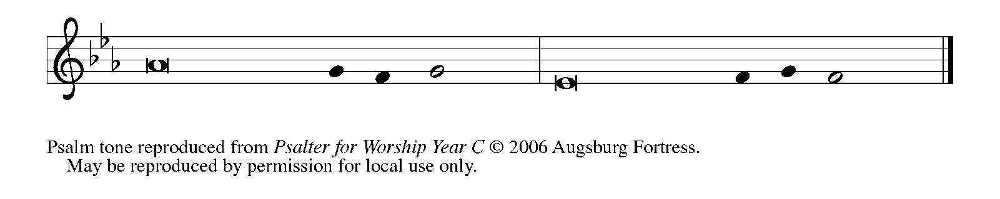 Psalm tone reproduced from Psalter for Worship Year C © 2006 Augsburg Fortress.
May be reproduced by permission for local use only.